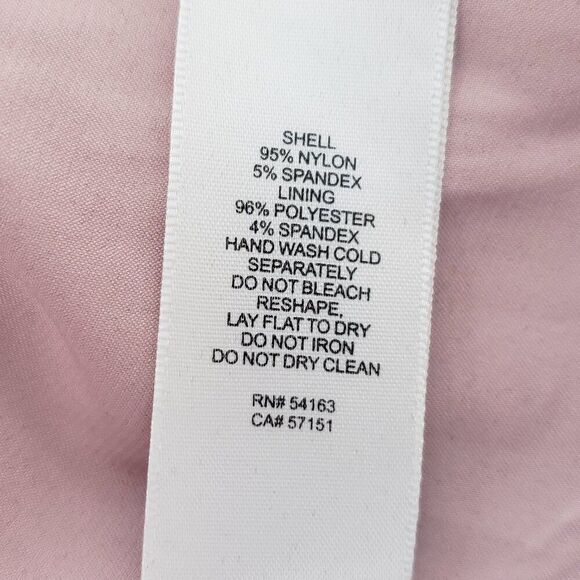 SHELL
95% NYLON
5% SPANDEX
LINING
96% POLYESTER
4% SPANDEX
HAND WASH COLD
SEPARATELY
DO NOT BLEACH
RESHAPE,
LAY FLAT TO DRY
DO NOT IRON
DO NOT DRY CLEAN
RN# 54163
CA# 57151